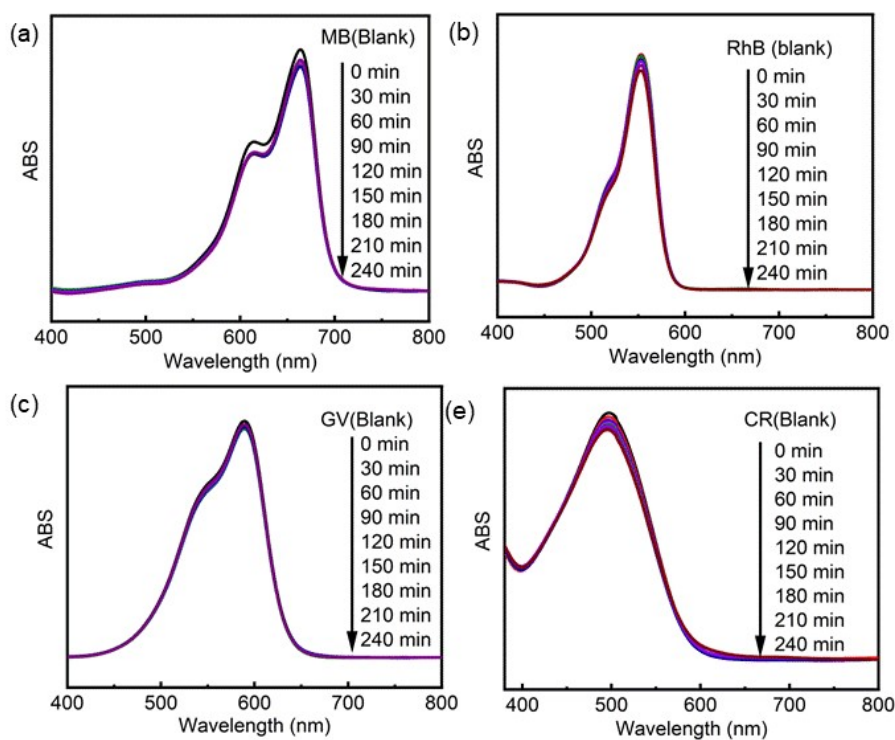 (a)
MB(Blank)
0 min
30 min
60 min
90 min
120 min
150 min
180 min
210 min
240 min
ABS
400 500 600 700 800
Wavelength (nm)
(b)
RhB (blank)
0 min
30 min
60 min
90 min
120 min
150 min
180 min
210 min
240 min
ABS
400 500 600 700 800
Wavelength (nm)
(c)
GV(Blank)
0 min
30 min
60 min
90 min
120 min
150 min
180 min
210 min
240 min
ABS
400 500 600 700 800
Wavelength (nm)
(e)
CR(Blank)
0 min
30 min
60 min
90 min
120 min
150 min
180 min
210 min
240 min
ABS
400 500 600 700 800
Wavelength (nm)